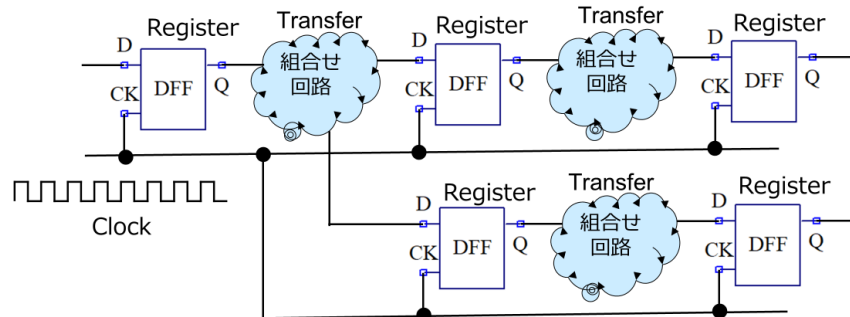 Register
Transfer
Register
Transfer
Register
D
DFF
Q
CK
組合せ
回路
D
DFF
Q
CK
組合せ
回路
D
DFF
Q
CK
Clock
Register
Transfer
Register
D
DFF
Q
CK
組合せ
回路
D
DFF
Q
CK